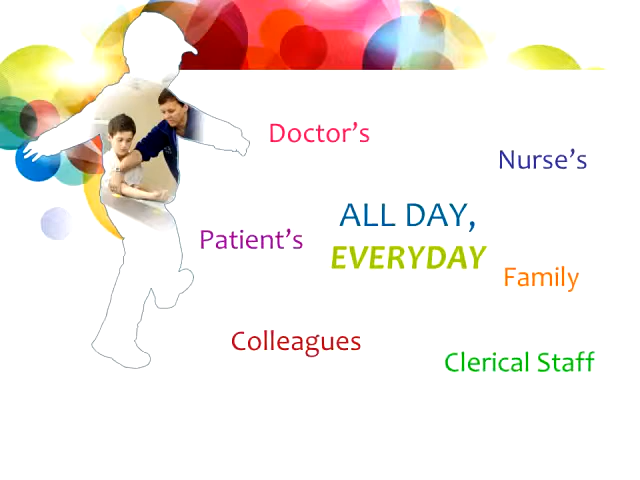 Doctor’s
Nurse’s
ALL DAY,
Patient’s
EVERYDAY
Family
Colleagues
Clerical Staff